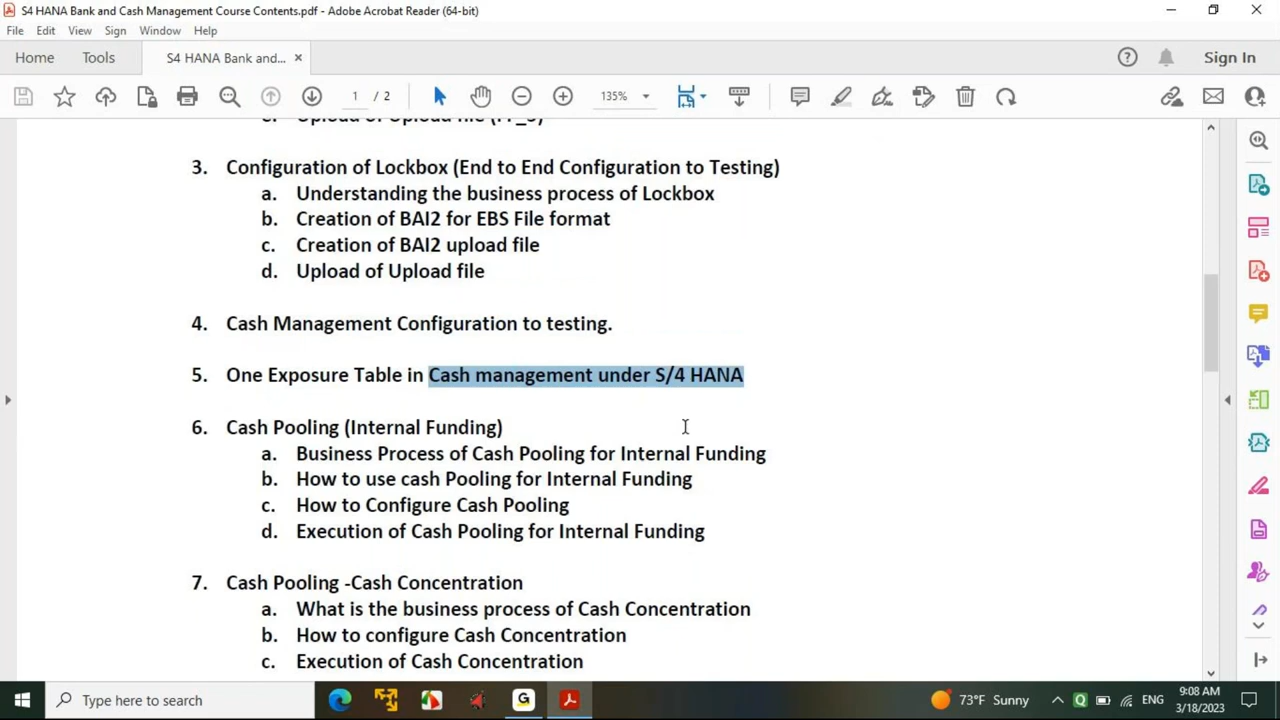 S4 HANA Bank and Cash Management Course Contents.pdf - Adobe Acrobat Reader (64-bit)
File Edit View Sign Window Help
Home Tools S4 HANA Bank and... × Sign In
1 / 2 135%
3. Configuration of Lockbox (End to End Configuration to Testing)
a. Understanding the business process of Lockbox
b. Creation of BAI2 for EBS File format
c. Creation of BAI2 upload file
d. Upload of Upload file
4. Cash Management Configuration to testing.
5. One Exposure Table in Cash management under S/4 HANA
6. Cash Pooling (Internal Funding)
a. Business Process of Cash Pooling for Internal Funding
b. How to use cash Pooling for Internal Funding
c. How to Configure Cash Pooling
d. Execution of Cash Pooling for Internal Funding
7. Cash Pooling -Cash Concentration
a. What is the business process of Cash Concentration
b. How to configure Cash Concentration
c. Execution of Cash Concentration
Type here to search
73°F Sunny ENG 9:08 AM
3/18/2023